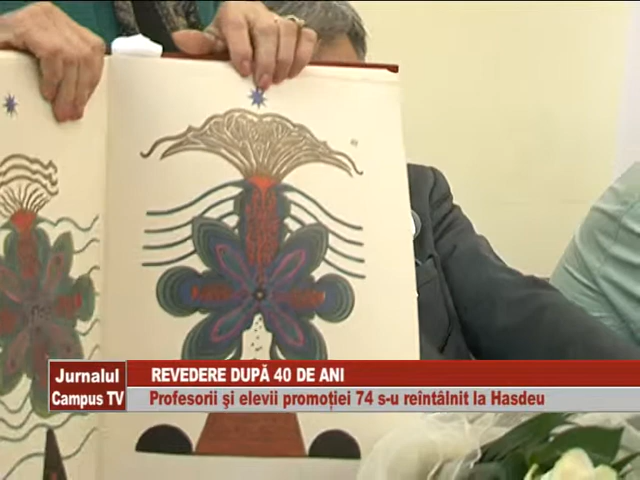 Jurnalul
Campus TV
REVEDERE DUPĂ 40 DE ANI
Profesorii şi elevii promoţiei 74 s-u reîntâlnit la Hasdeu